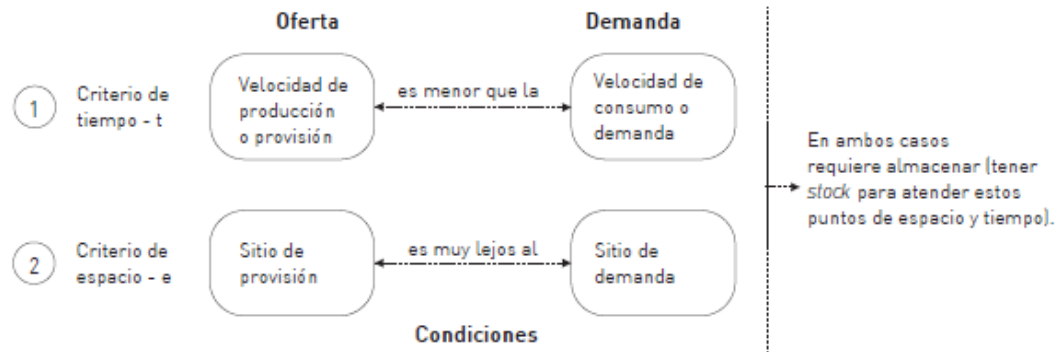 Oferta
Demanda
1
Criterio de
tiempo - t
Velocidad de
producción
o provisión
es menor que la
Velocidad de
consumo o
demanda
2
Criterio de
espacio - e
Sitio de
provisión
es muy lejos al
Sitio de
demanda
Condiciones
En ambos casos
requiere almacenar (tener
stock para atender estos
puntos de espacio y tiempo).